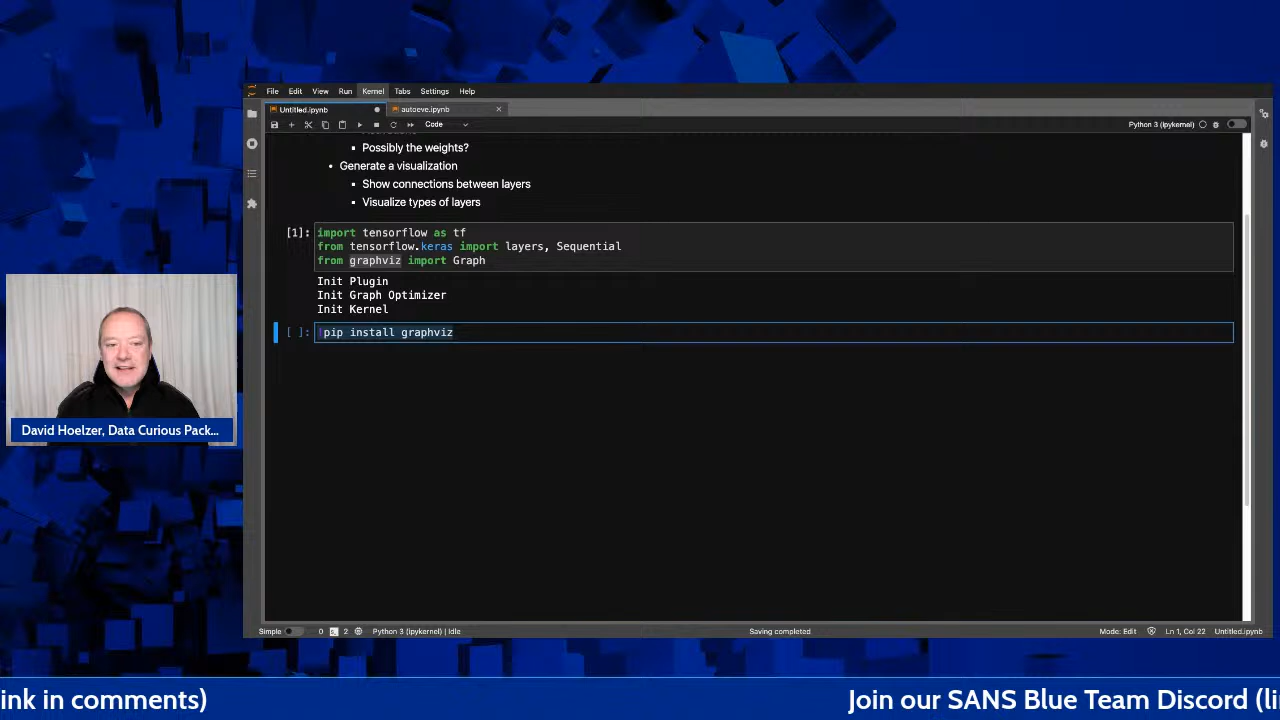 File Edit View Run Kernel Tabs Settings Help
Untitled.ipynb
autoeve.ipynb
Code
Python 3 (ipykernel)
Possibly the weights?
Generate a visualization
Show connections between layers
Visualize types of layers
[1]:
import tensorflow as tf
from tensorflow.keras import layers, Sequential
from graphviz import Graph
Init Plugin
Init Graph Optimizer
Init Kernel
[ ]:
!pip install graphviz
David Hoelzer, Data Curious Pack...
Simple 0 2 Python 3 (ipykernel) | Idle
Saving completed
Mode: Edit Ln 1, Col 22 Untitled.ipynb
ink in comments)
Join our SANS Blue Team Discord (li